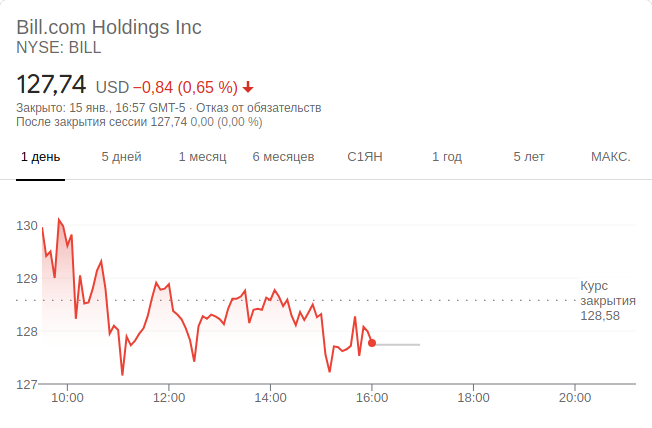 Bill.com Holdings Inc
NYSE: BILL
127,74 USD −0,84 (0,65 %)
Закрыто: 15 янв., 16:57 GMT-5 · Отказ от обязательств
После закрытия сессии 127,74 0,00 (0,00 %)
1 день 5 дней 1 месяц 6 месяцев С1ЯН 1 год 5 лет МАКС.
130
129
Курс
закрытия
128,58
128
127
10:00 12:00 14:00 16:00 18:00 20:00